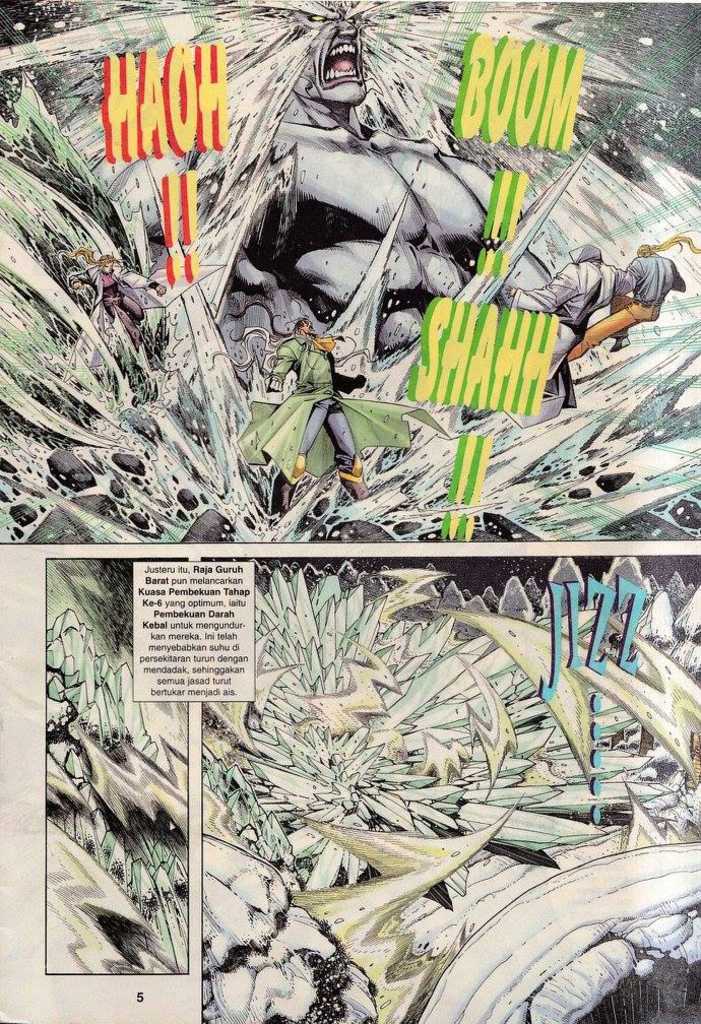 HAOH
!!
BOOM
!!
SHAHH
!!
Justeru itu, Raja Guruh
Barat pun melancarkan
Kuasa Pembekuan Tahap
Ke-6 yang optimum, iaitu
Pembekuan Darah
Kebal untuk mengundur-
kan mereka. Ini telah
menyebabkan suhu di
persekitaran turun dengan
mendadak, sehinggakan
semua jasad turut
bertukar menjadi ais.
JIZZ
.....
5